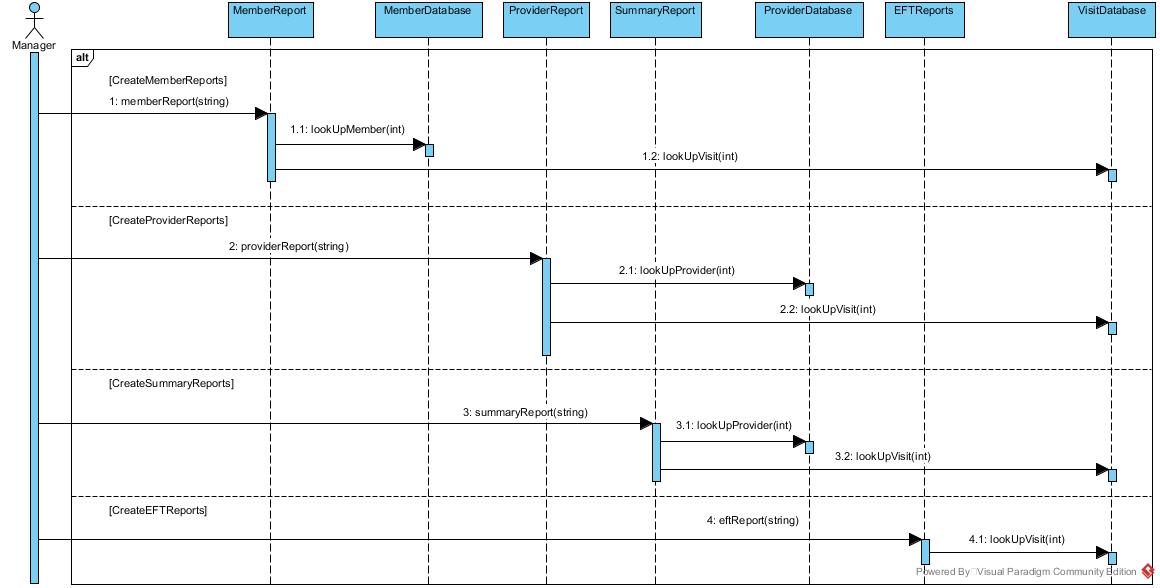 MemberReport MemberDatabase ProviderReport SummaryReport ProviderDatabase EFTReports VisitDatabase
Manager
alt
[CreateMemberReports]
1: memberReport(string)
1.1: lookUpMember(int)
1.2: lookUpVisit(int)
[CreateProviderReports]
2: providerReport(string)
2.1: lookUpProvider(int)
2.2: lookUpVisit(int)
[CreateSummaryReports]
3: summaryReport(string)
3.1: lookUpProvider(int)
3.2: lookUpVisit(int)
[CreateEFTReports]
4: eftReport(string)
4.1: lookUpVisit(int)
Powered By Visual Paradigm Community Edition